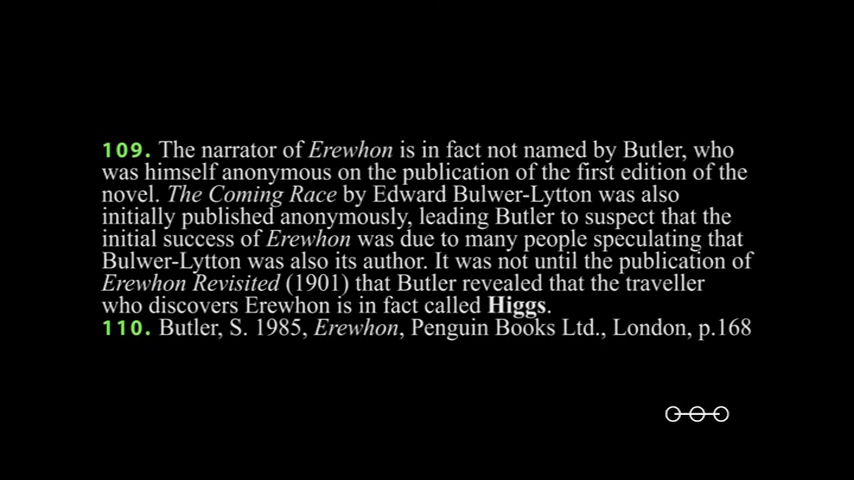 109. The narrator of Erewhon is in fact not named by Butler, who
was himself anonymous on the publication of the first edition of the
novel. The Coming Race by Edward Bulwer-Lytton was also
initially published anonymously, leading Butler to suspect that the
initial success of Erewhon was due to many people speculating that
Bulwer-Lytton was also its author. It was not until the publication of
Erewhon Revisited (1901) that Butler revealed that the traveller
who discovers Erewhon is in fact called Higgs.
110. Butler, S. 1985, Erewhon, Penguin Books Ltd., London, p.168